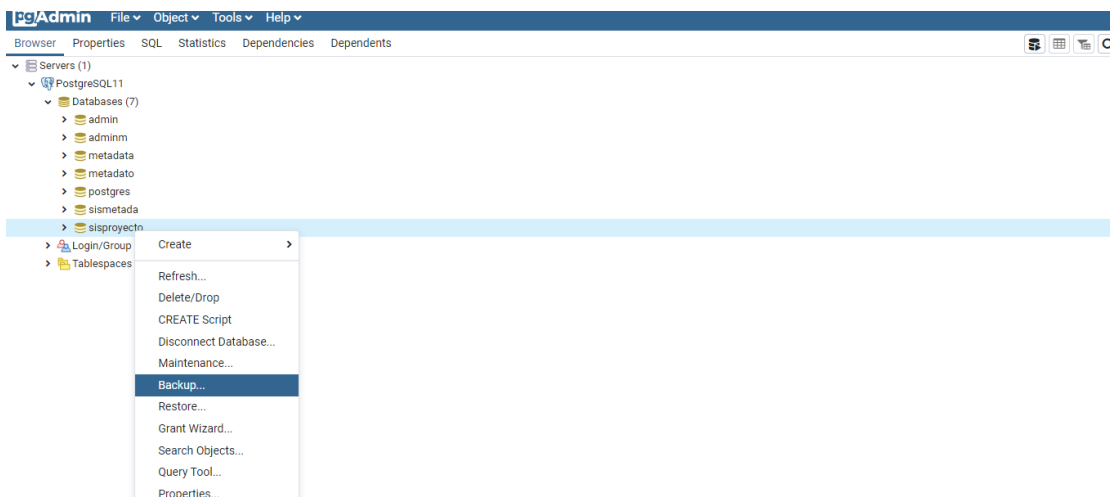 pgAdmin File Object Tools Help
Browser Properties SQL Statistics Dependencies Dependents
Servers (1)
PostgreSQL11
Databases (7)
admin
adminm
metadata
metadato
postgres
sismetada
sisproyecto
Login/Group
Tablespaces
Create
Refresh...
Delete/Drop
CREATE Script
Disconnect Database...
Maintenance...
Backup...
Restore...
Grant Wizard...
Search Objects...
Query Tool...
Properties...